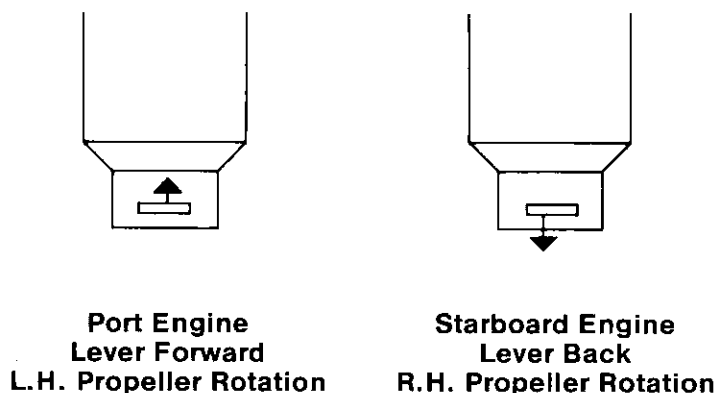 Port Engine
Lever Forward
L.H. Propeller Rotation
Starboard Engine
Lever Back
R.H. Propeller Rotation